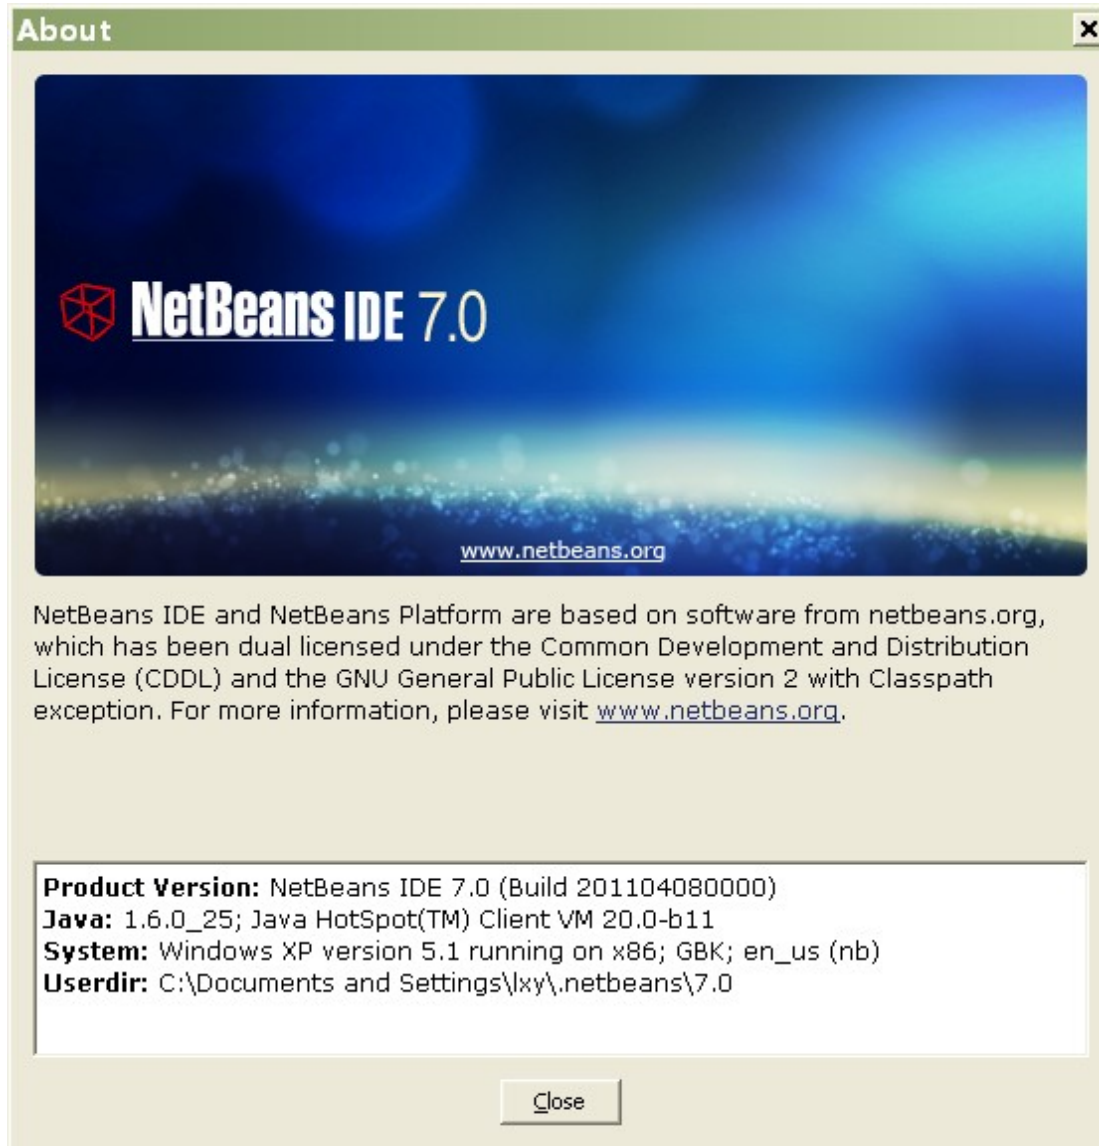 About
NetBeans IDE 7.0
www.netbeans.org
NetBeans IDE and NetBeans Platform are based on software from netbeans.org,
which has been dual licensed under the Common Development and Distribution
License (CDDL) and the GNU General Public License version 2 with Classpath
exception. For more information, please visit www.netbeans.org.
Product Version: NetBeans IDE 7.0 (Build 201104080000)
Java: 1.6.0_25; Java HotSpot(TM) Client VM 20.0-b11
System: Windows XP version 5.1 running on x86; GBK; en_us (nb)
Userdir: C:\Documents and Settings\lxy\.netbeans\7.0
Close